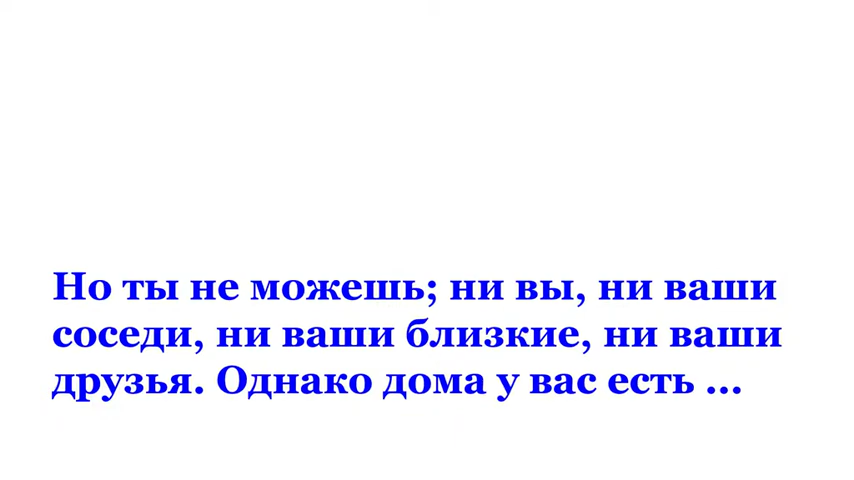 Но ты не можешь; ни вы, ни ваши
соседи, ни ваши близкие, ни ваши
друзья. Однако дома у вас есть ...